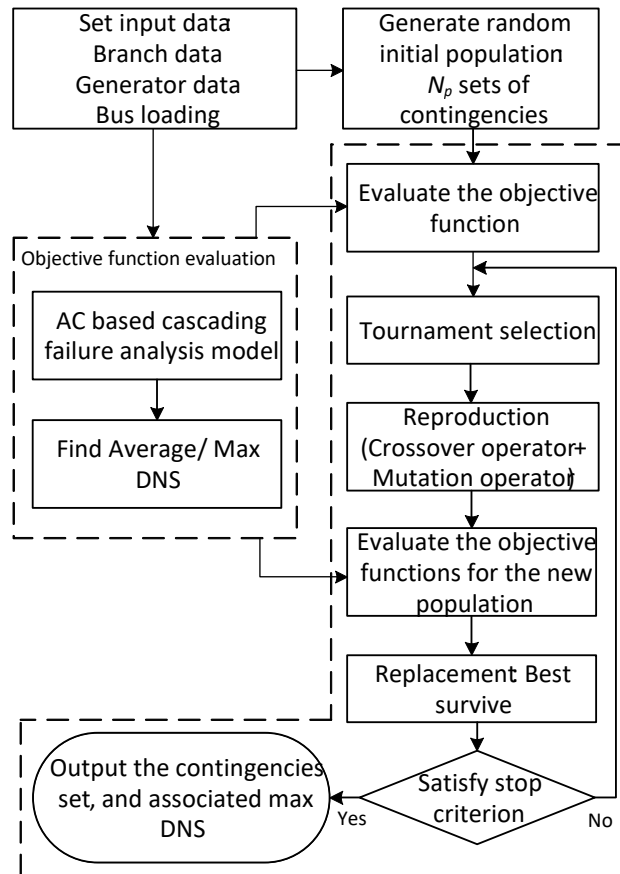 Set input data:
Branch data
Generator data
Bus loading
Generate random
initial population:
Np sets of
contingencies
Evaluate the objective
function
Objective function evaluation
AC based cascading
failure analysis model
Find Average/ Max
DNS
Tournament selection
Reproduction
(Crossover operator+
Mutation operator)
Evaluate the objective
functions for the new
population
Replacement: Best
survive
Satisfy stop
criterion
Yes
No
Output the contingencies
set, and associated max
DNS